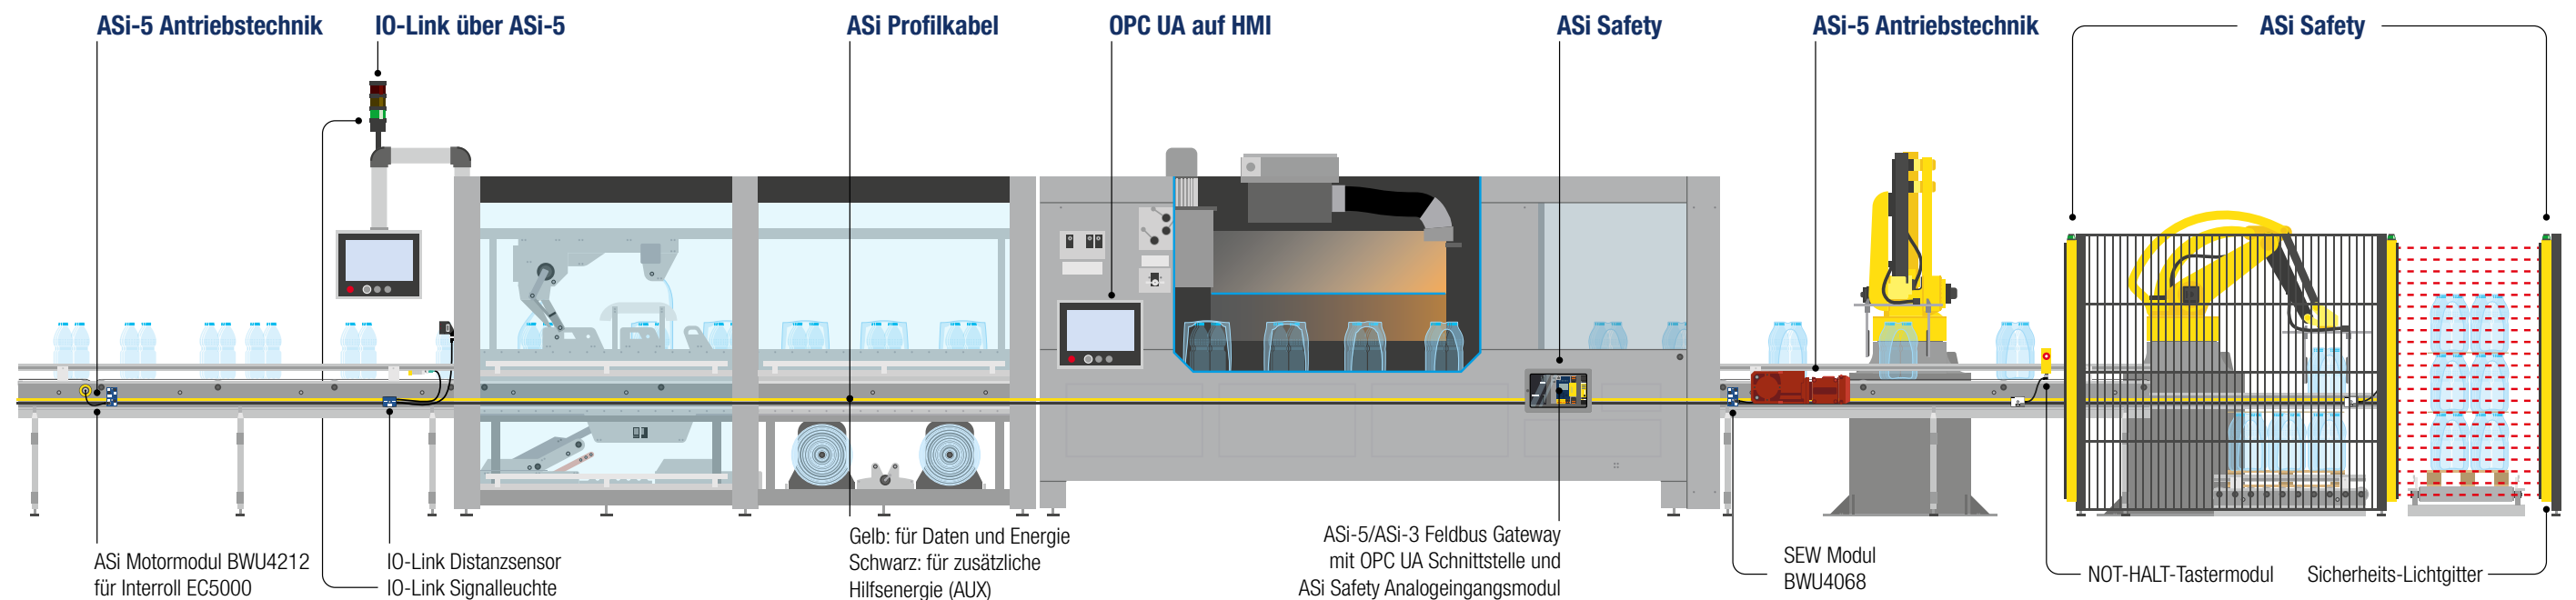 ASi-5 Antriebstechnik
IO-Link über ASi-5
ASi Profilkabel
OPC UA auf HMI
ASi Safety
ASi-5 Antriebstechnik
ASi Safety
ASi Motormodul BWU4212
für Interroll EC5000
IO-Link Distanzsensor
IO-Link Signalleuchte
Gelb: für Daten und Energie
Schwarz: für zusätzliche
Hilfsenergie (AUX)
ASi-5/ASi-3 Feldbus Gateway
mit OPC UA Schnittstelle und
ASi Safety Analogeingangsmodul
SEW Modul
BWU4068
NOT-HALT-Tastermodul
Sicherheits-Lichtgitter